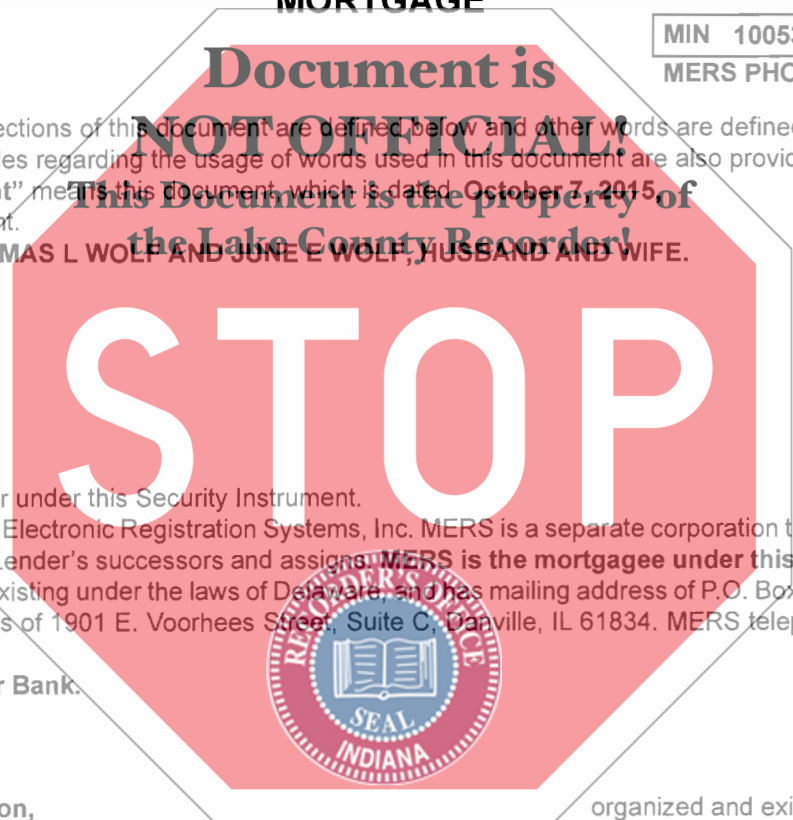 MORTGAGE
MIN 10053
MERS PHO
Document is
ections of this document are defined below and other words are defined
NOT OFFICIAL!
les regarding the usage of words used in this document are also provid
t” means this document, which is dated October 7, 2015,
This Document is the property of
nt.
the Lake County Recorder!
MAS L WOLF AND JUNE E WOLF, HUSBAND AND WIFE.
STOP
r under this Security Instrument.
Electronic Registration Systems, Inc. MERS is a separate corporation t
Lender’s successors and assigns. MERS is the mortgagee under this
xisting under the laws of Delaware, and has mailing address of P.O. Box
s of 1901 E. Voorhees Street, Suite C, Danville, IL 61834. MERS telep
r Bank.
RECORDER'S OFFICE
SEAL
INDIANA
on,
organized and exi